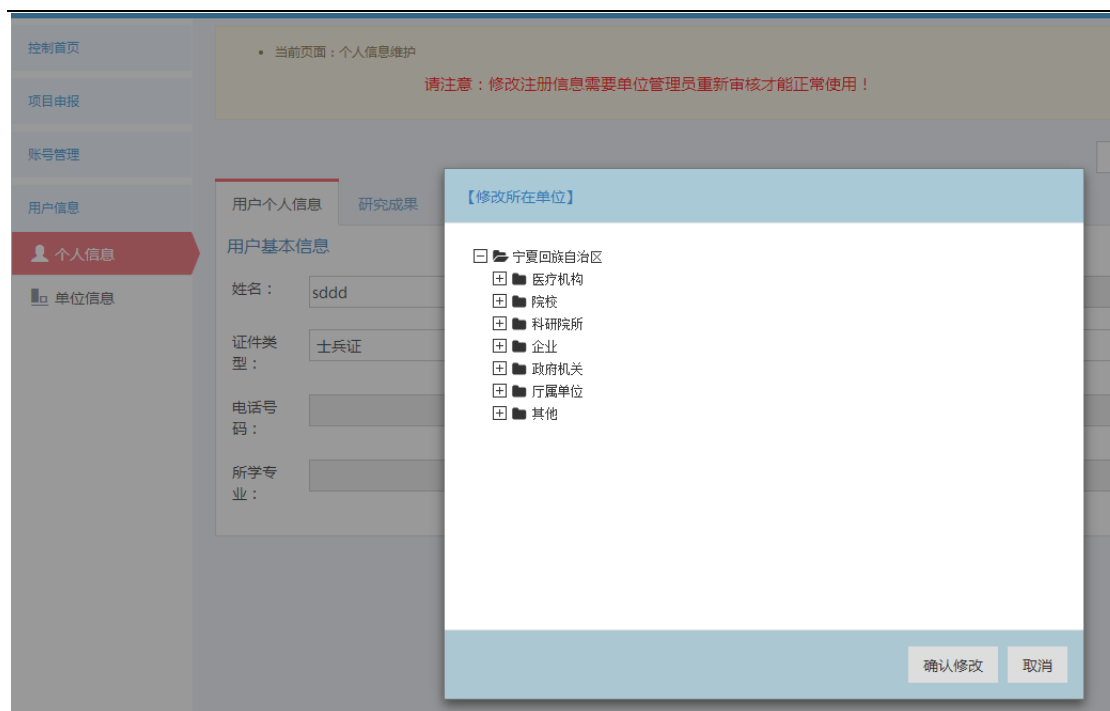 控制首页
项目申报
账号管理
用户信息
个人信息
单位信息
当前页面：个人信息维护
请注意：修改注册信息需要单位管理员重新审核才能正常使用！
用户个人信息
研究成果
用户基本信息
姓名：
sddd
证件类型：
士兵证
电话号码：
所学专业：
【修改所在单位】
宁夏回族自治区
医疗机构
院校
科研院所
企业
政府机关
厅属单位
其他
确认修改
取消